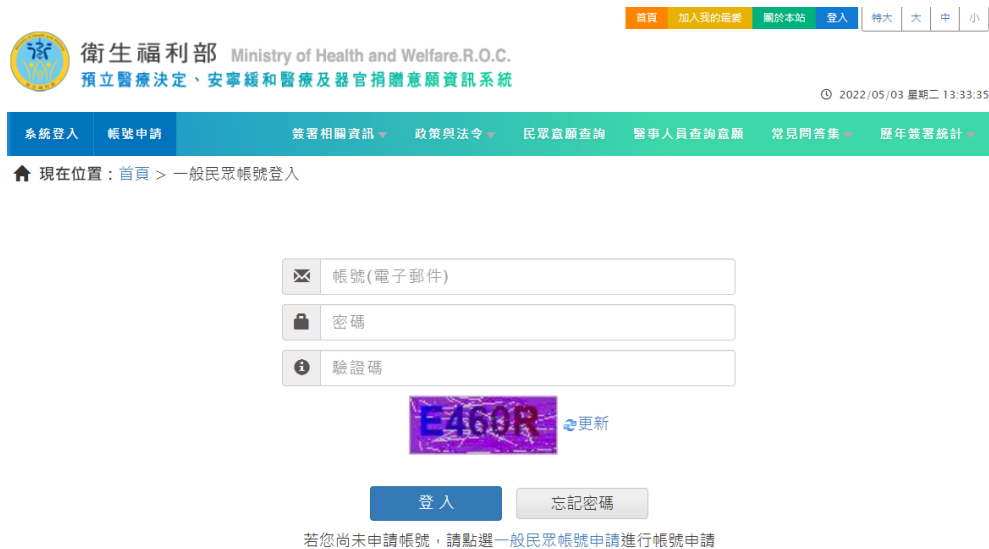 首頁 加入我的最愛 關於本站 登入 特大 大 中 小
衛生福利部 Ministry of Health and Welfare.R.O.C.
預立醫療決定、安寧緩和醫療及器官捐贈意願資訊系統
2022/05/03 星期二 13:33:35
系統登入 帳號申請 簽署相關資訊 政策與法令 民眾意願查詢 醫事人員查詢意願 常見問答集 歷年簽署統計
現在位置：首頁 > 一般民眾帳號登入
帳號(電子郵件)
密碼
驗證碼
E460R 更新
登入 忘記密碼
若您尚未申請帳號，請點選一般民眾帳號申請進行帳號申請